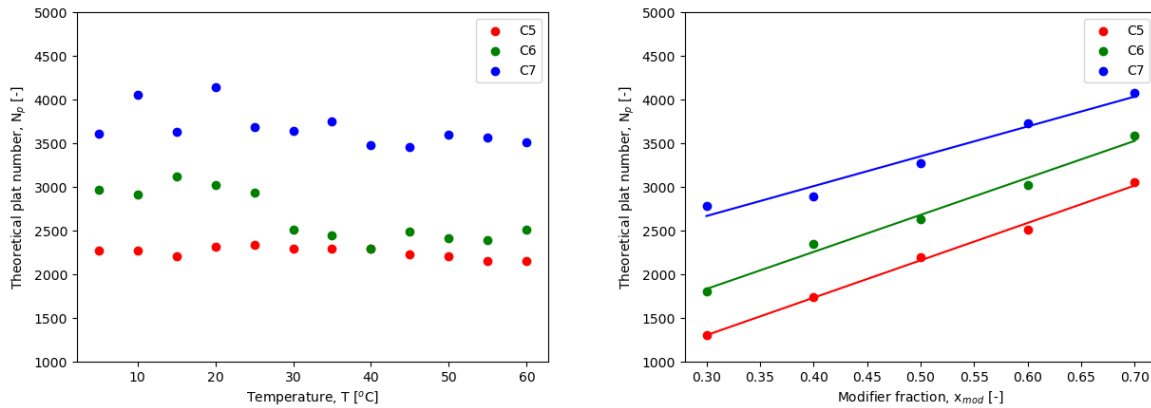 5000
4500
4000
3500
3000
2500
2000
1500
1000
Theoretical plat number, Nₚ [-]
10 20 30 40 50 60
Temperature, T [°C]
C5
C6
C7
5000
4500
4000
3500
3000
2500
2000
1500
1000
Theoretical plat number, Nₚ [-]
0.30 0.35 0.40 0.45 0.50 0.55 0.60 0.65 0.70
Modifier fraction, xmod [-]
C5
C6
C7